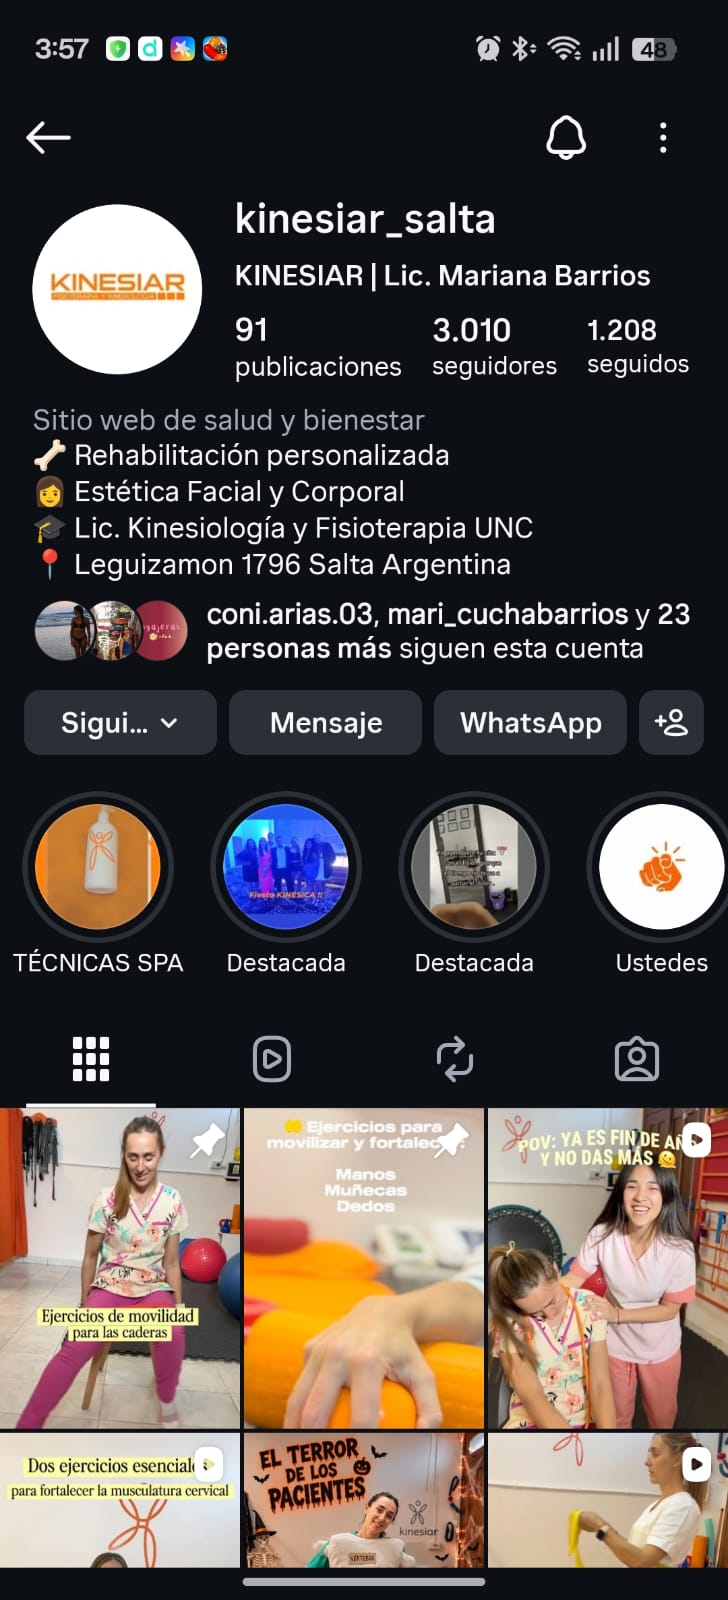 3:57
48
kinesiar_salta
KINESIAR | Lic. Mariana Barrios
91
publicaciones
3.010
seguidores
1.208
seguidos
KINESIAR
Sitio web de salud y bienestar
Rehabilitación personalizada
Estética Facial y Corporal
Lic. Kinesiología y Fisioterapia UNC
Leguizamon 1796 Salta Argentina
coni.arias.03, mari_cuchabarrios y 23
personas más siguen esta cuenta
Sigui...
Mensaje
WhatsApp
Fiesta KINESICA !!
TÉCNICAS SPA
Destacada
Destacada
Ustedes
Ejercicios de movilidad
para las caderas
Ejercicios para
movilizar y fortalec
Manos
Muñecas
Dedos
POV: YA ES FIN DE AÑ
Y NO DAS MÁS
Dos ejercicios esencial
para fortalecer la musculatura cervical
EL TERROR
DE LOS
PACIENTES
kinesiar
VÉRTEBRA